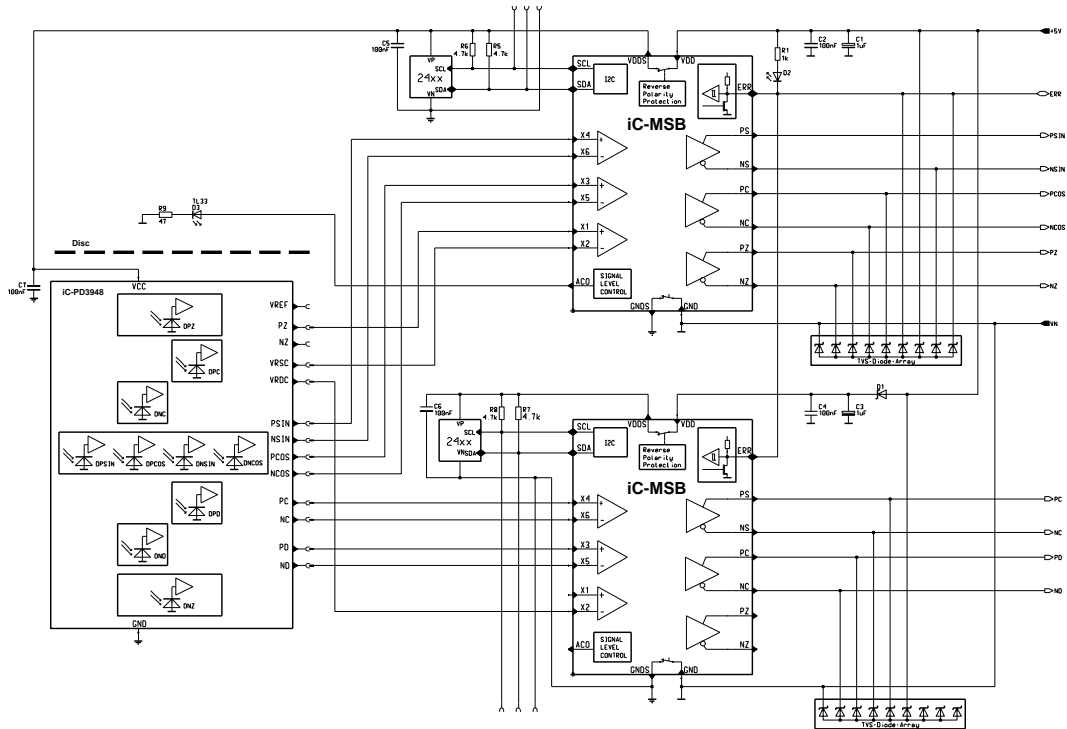 C5
100nF
VP
SCL
24xx
VN
SDA
R6
4.7k
R5
4.7k
VDDS
VDD
SCL
SDA
I2C
Reverse
Polarity
Protection
ERR
iC-MSB
R1
1k
D2
C2
100nF
C1
1uF
+5V
ERR
X4
X6
X3
X5
X1
X2
ACO
SIGNAL
LEVEL
CONTROL
GNDS
GND
PS
NS
PC
NC
PZ
NZ
PSIN
NSIN
PCOS
NCOS
PZ
NZ
VN
TVS-Diode-Array
R9
47
TL33
D3
Disc
C7
100nF
VCC
iC-PD3948
DPZ
DPC
DNC
DPSIN
DPCOS
DNSIN
DNCOS
DPD
DND
DNZ
GND
VREF
PZ
NZ
VRSC
VRDC
PSIN
NSIN
PCOS
NCOS
PC
NC
PD
ND
C6
100nF
VP
SCL
24xx
VN
SDA
R8
4.7k
R7
4.7k
VDDS
VDD
SCL
SDA
I2C
Reverse
Polarity
Protection
ERR
iC-MSB
C4
100nF
C3
1uF
D1
X4
X6
X3
X5
X1
X2
ACO
SIGNAL
LEVEL
CONTROL
GNDS
GND
PS
NS
PC
NC
PZ
NZ
PC
NC
PD
ND
TVS-Diode-Array